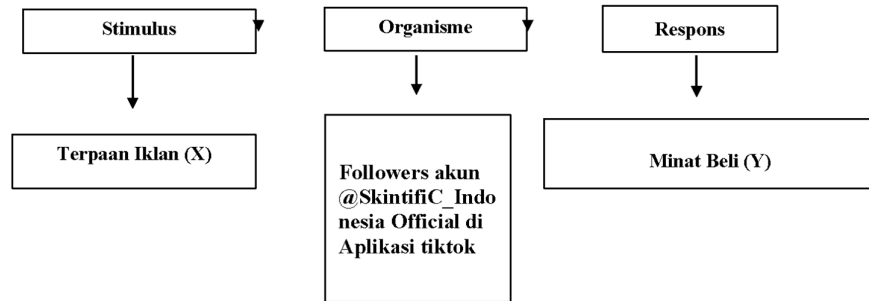 Stimulus
Organisme
Respons
Terpaan Iklan (X)
Followers akun
@SkintifiC_Indo
nesia Official di
Aplikasi tiktok
Minat Beli (Y)